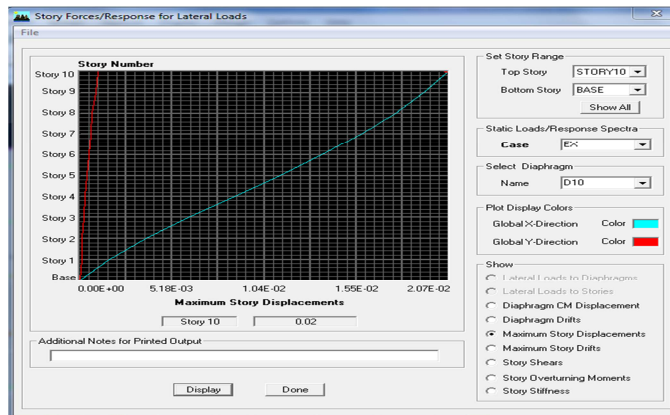 Story Forces/Response for Lateral Loads
File
Story Number
Story 10
Story 9
Story 8
Story 7
Story 6
Story 5
Story 4
Story 3
Story 2
Story 1
Base
0.00E+00 5.18E-03 1.04E-02 1.55E-02 2.07E-02
Maximum Story Displacements
Story 10 0.02
Additional Notes for Printed Output
Display Done
Set Story Range
Top Story STORY10
Bottom Story BASE
Show All
Static Loads/Response Spectra
Case EX
Select Diaphragm
Name D10
Plot Display Colors
Global X-Direction Color
Global Y-Direction Color
Show
Lateral Loads to Diaphragms
Lateral Loads to Stories
Diaphragm CM Displacement
Diaphragm Drifts
Maximum Story Displacements
Maximum Story Drifts
Story Shears
Story Overturning Moments
Story Stiffness